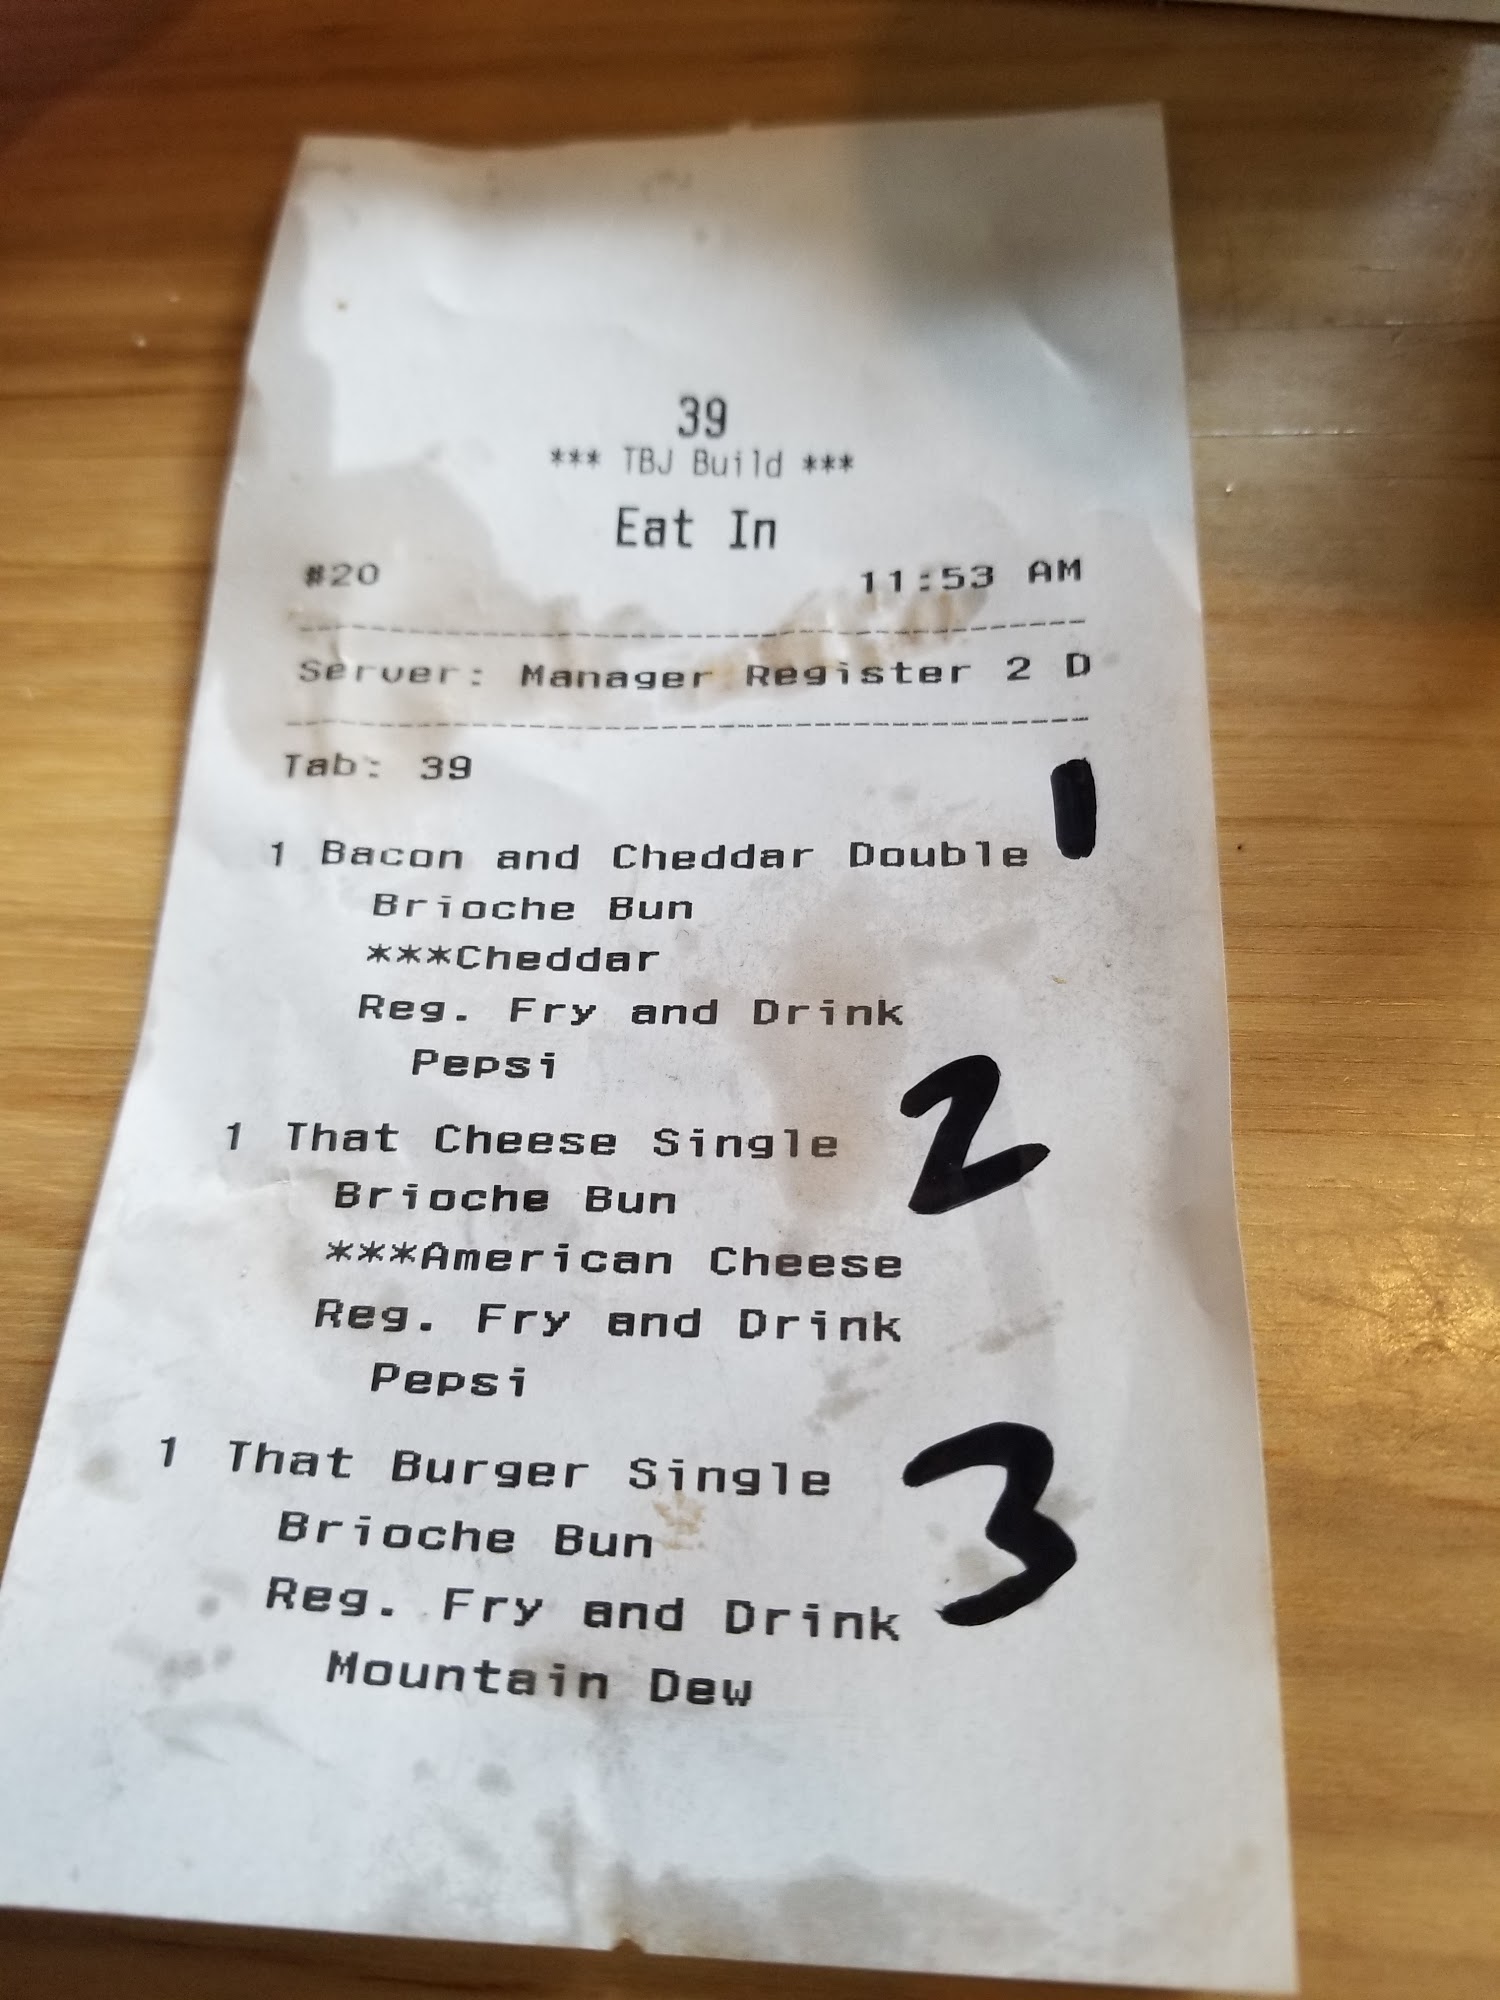 39
*** TBJ Build ***
Eat In
#20 11:53 AM
Server: Manager Register 2 D
Tab: 39
1
1 Bacon and Cheddar Double
Brioche Bun
***Cheddar
Reg. Fry and Drink
Pepsi
2
1 That Cheese Single
Brioche Bun
***American Cheese
Reg. Fry and Drink
Pepsi
3
1 That Burger Single
Brioche Bun
Reg. Fry and Drink
Mountain Dew